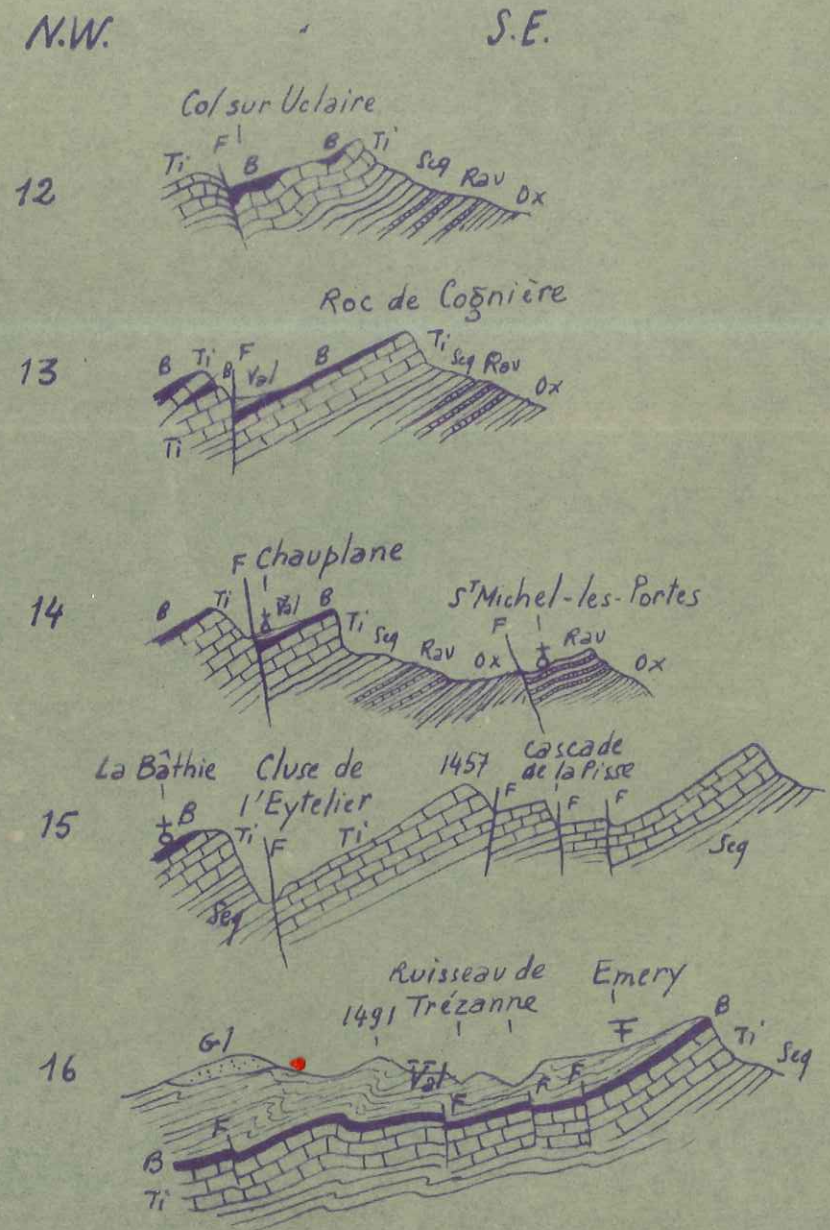 N.W. S.E.
Col sur Uclaire
12
Ti F B B Ti Seg Rav Ox
Roc de Cognière
13
B Ti B F Val B Ti Seg Rav Ox
Ti
F Chauplane
14
B Ti Val B Ti Seq Rav Ox
St Michel-les-Portes
F Rav Ox
15
La Bâthie
B Ti
Seq
Cluse de
l'Eytelier
F Ti
1457
F
cascade
de la Pisse
F F
Seq
16
Gl
1491
Ruisseau de
Trézanne
Emery
Val
F F F F
B Ti Seq
B
Ti